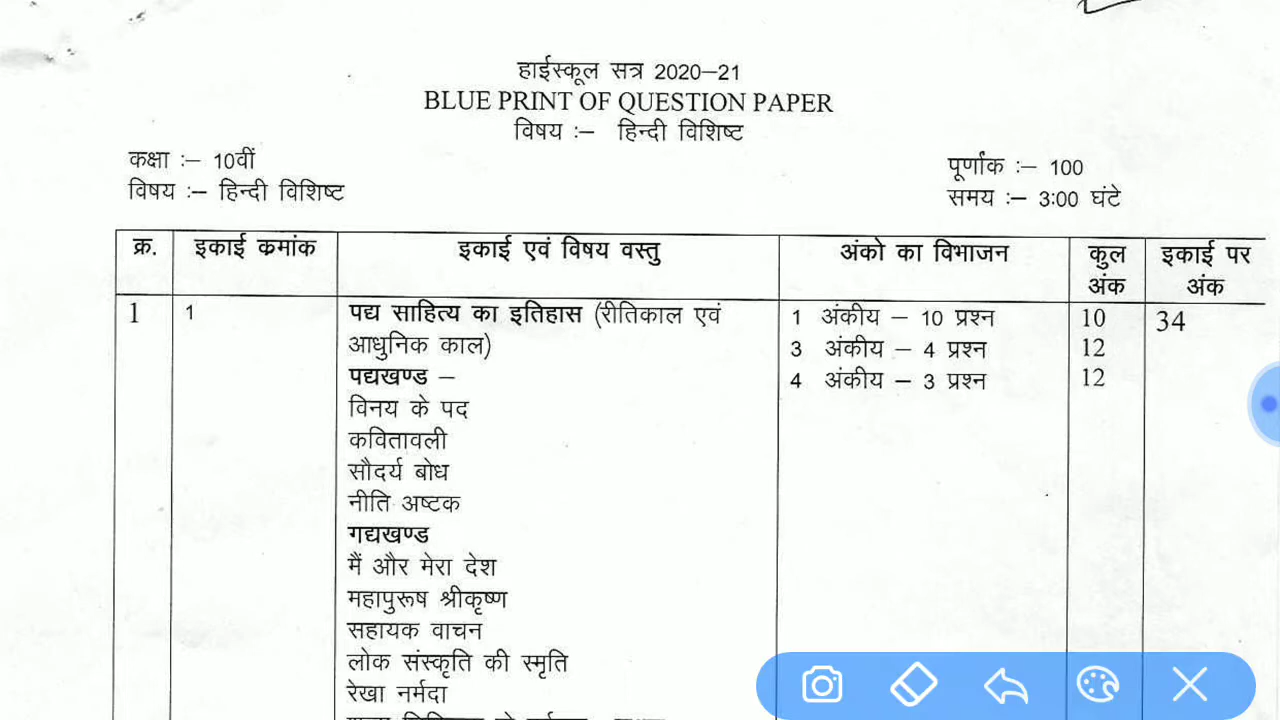 हाईस्कूल सत्र 2020–21
BLUE PRINT OF QUESTION PAPER
विषय :– हिन्दी विशिष्ट
कक्षा :– 10वीं
पूर्णांक :– 100
विषय :– हिन्दी विशिष्ट
समय :– 3:00 घंटे
क्र. इकाई क्रमांक इकाई एवं विषय वस्तु अंको का विभाजन कुल अंक इकाई पर अंक
1 1 पद्य साहित्य का इतिहास (रीतिकाल एवं 1 अंकीय – 10 प्रश्न 10 34
आधुनिक काल) 3 अंकीय – 4 प्रश्न 12
पद्यखण्ड – 4 अंकीय – 3 प्रश्न 12
विनय के पद
कवितावली
सौदर्य बोध
नीति अष्टक
गद्यखण्ड
मैं और मेरा देश
महापुरूष श्रीकृष्ण
सहायक वाचन
लोक संस्कृति की स्मृति
रेखा नर्मदा